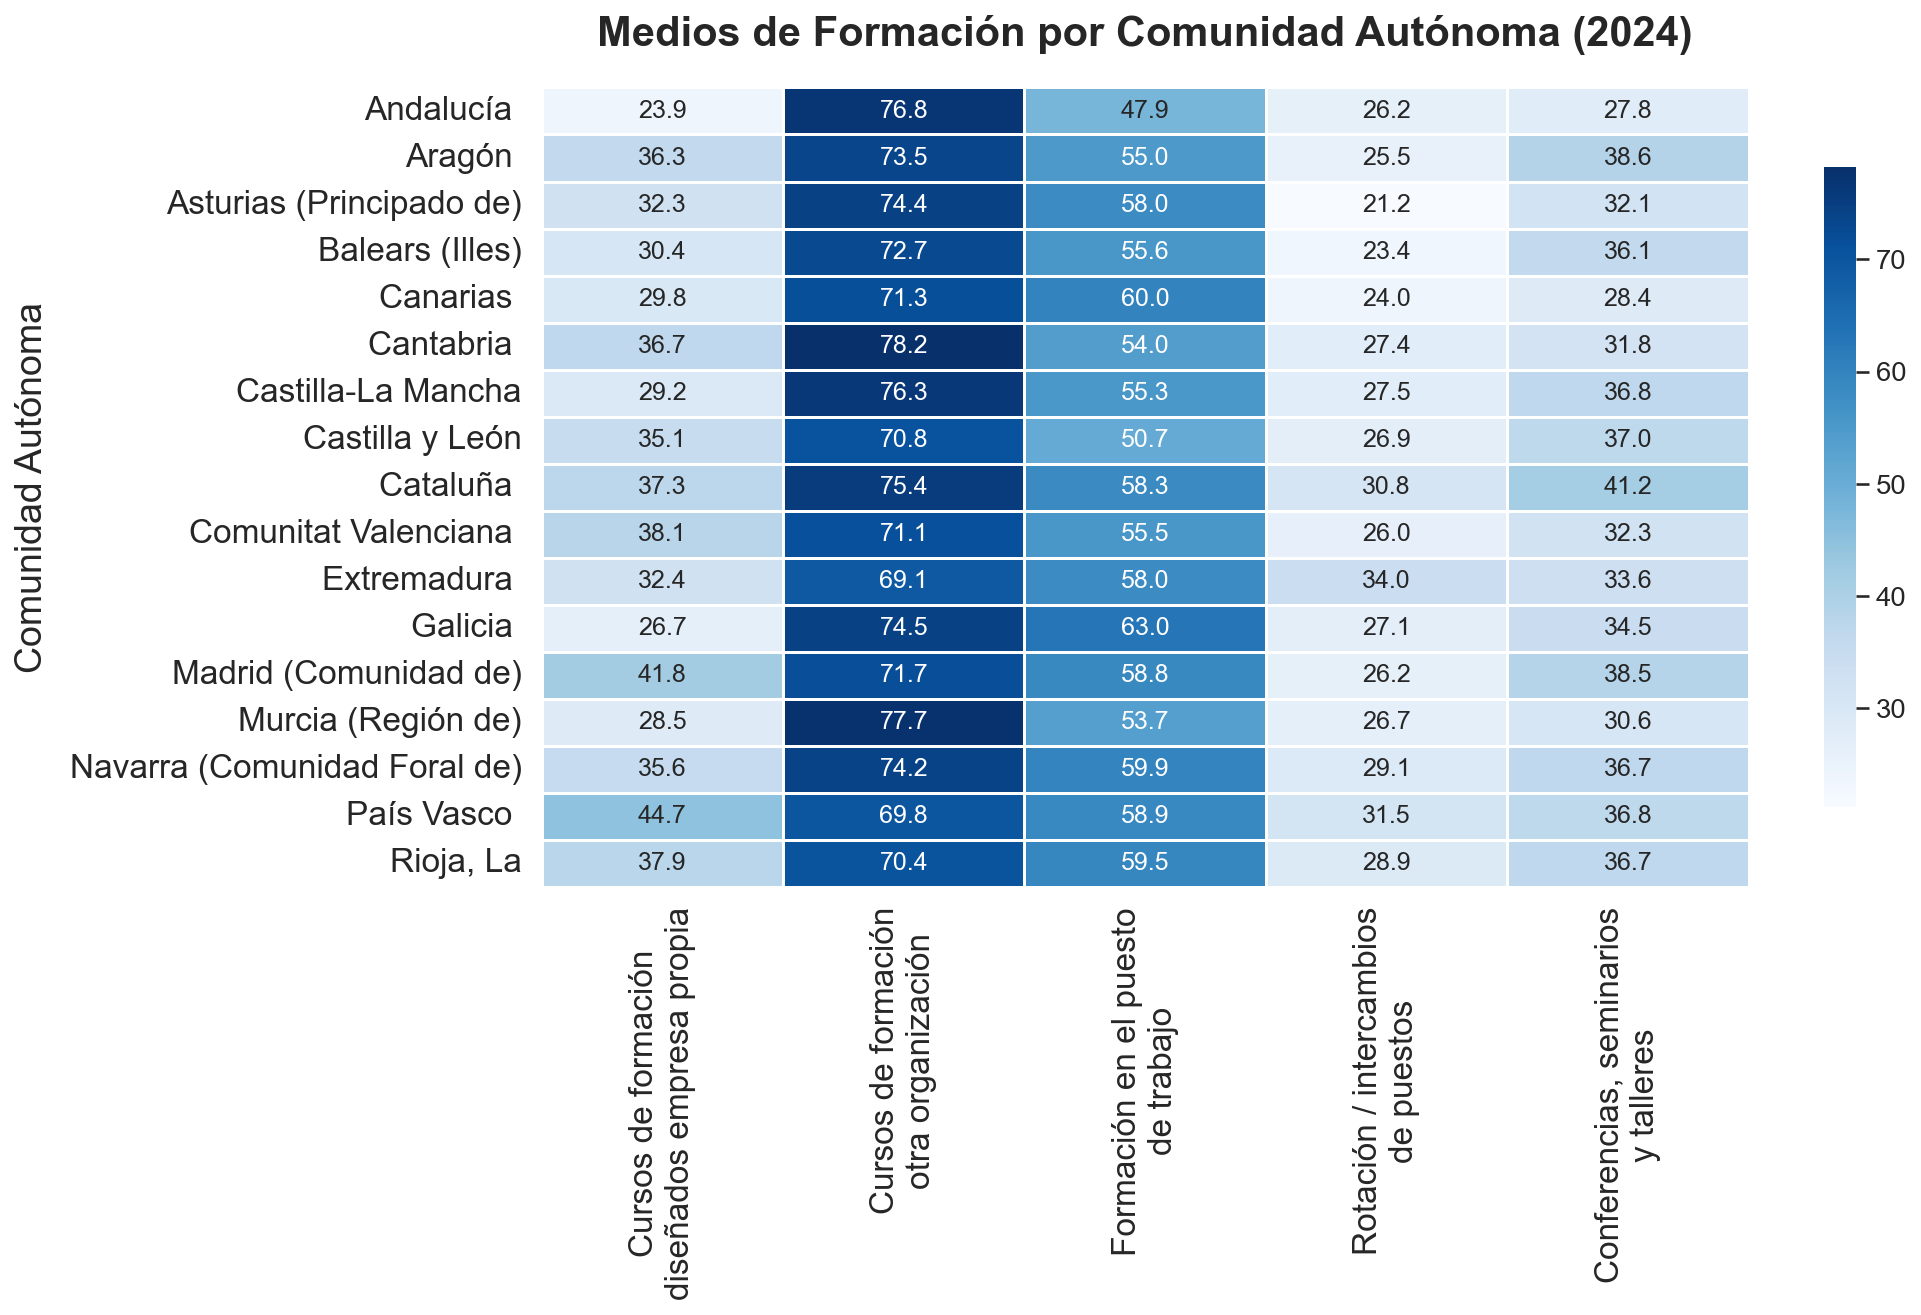 Medios de Formación por Comunidad Autónoma (2024)
Comunidad Autónoma
Andalucía 23.9 76.8 47.9 26.2 27.8
Aragón 36.3 73.5 55.0 25.5 38.6
Asturias (Principado de) 32.3 74.4 58.0 21.2 32.1
Balears (Illes) 30.4 72.7 55.6 23.4 36.1
Canarias 29.8 71.3 60.0 24.0 28.4
Cantabria 36.7 78.2 54.0 27.4 31.8
Castilla-La Mancha 29.2 76.3 55.3 27.5 36.8
Castilla y León 35.1 70.8 50.7 26.9 37.0
Cataluña 37.3 75.4 58.3 30.8 41.2
Comunitat Valenciana 38.1 71.1 55.5 26.0 32.3
Extremadura 32.4 69.1 58.0 34.0 33.6
Galicia 26.7 74.5 63.0 27.1 34.5
Madrid (Comunidad de) 41.8 71.7 58.8 26.2 38.5
Murcia (Región de) 28.5 77.7 53.7 26.7 30.6
Navarra (Comunidad Foral de) 35.6 74.2 59.9 29.1 36.7
País Vasco 44.7 69.8 58.9 31.5 36.8
Rioja, La 37.9 70.4 59.5 28.9 36.7
Cursos de formación
diseñados empresa propia
Cursos de formación
otra organización
Formación en el puesto
de trabajo
Rotación / intercambios
de puestos
Conferencias, seminarios
y talleres
70
60
50
40
30